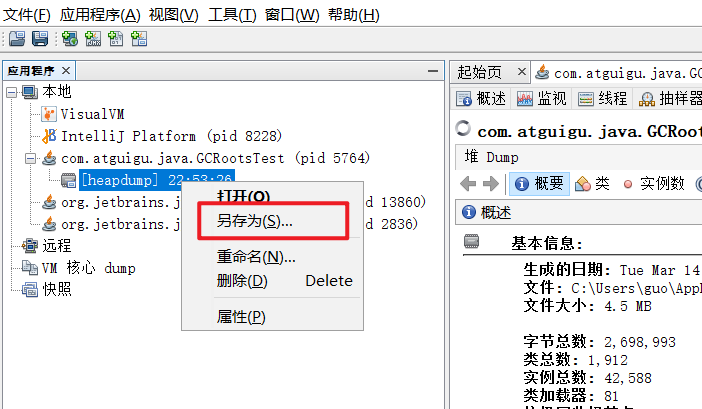 文件(F) 应用程序(A) 视图(V) 工具(T) 窗口(W) 帮助(H)
应用程序
本地
VisualVM
IntelliJ Platform (pid 8228)
com.atguigu.java.GCRootsTest (pid 5764)
[heapdump] 22:53:26
org.jetbrains.j 13860)
org.jetbrains.j d 2836)
远程
VM 核心 dump
快照
打开(O)
另存为(S)...
重命名(N)...
删除(D) Delete
属性(P)
起始页 com.atguigu.java.GC
概述 监视 线程 抽样器
com.atguigu.java.GCRoo
堆 Dump
概要 类 实例数
概述
基本信息:
生成的日期: Tue Mar 14
文件: C:\Users\guo\App
文件大小: 4.5 MB
字节总数: 2,698,993
类总数: 1,912
实例总数: 42,588
类加载器: 81